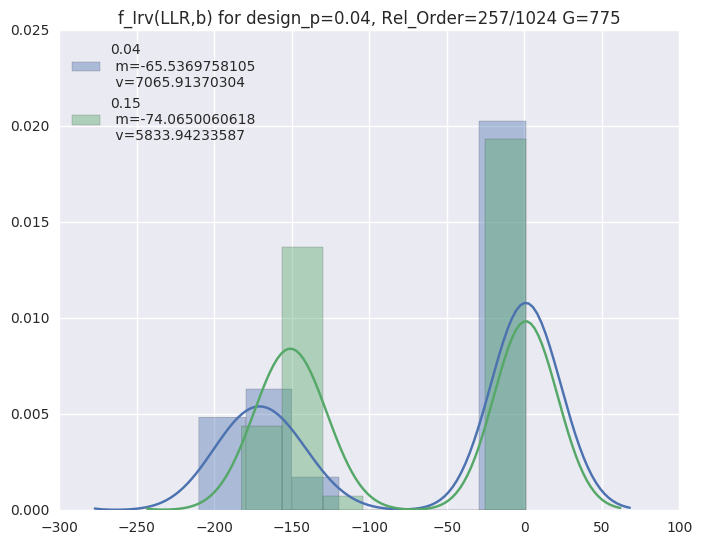 f_Irv(LLR,b) for design_p=0.04, Rel_Order=257/1024 G=775
0.025
0.020
0.015
0.010
0.005
0.000
0.04
m=-65.5369758105
v=7065.91370304
0.15
m=-74.0650060618
v=5833.94233587
−300 −250 −200 −150 −100 −50 0 50 100